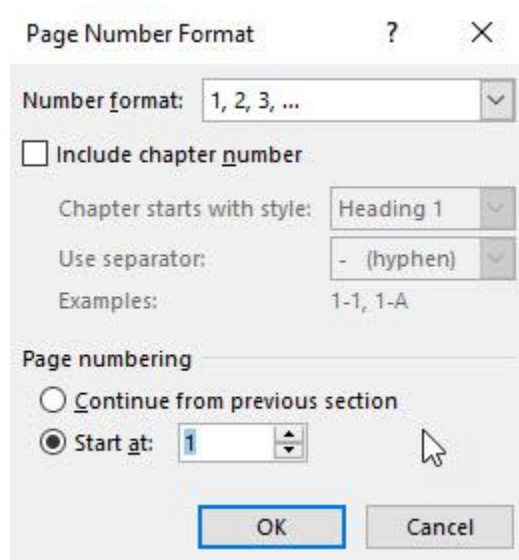 Page Number Format ? ×
Number format: 1, 2, 3, ...
Include chapter number
Chapter starts with style: Heading 1
Use separator: - (hyphen)
Examples: 1-1, 1-A
Page numbering
Continue from previous section
Start at: 1
OK Cancel